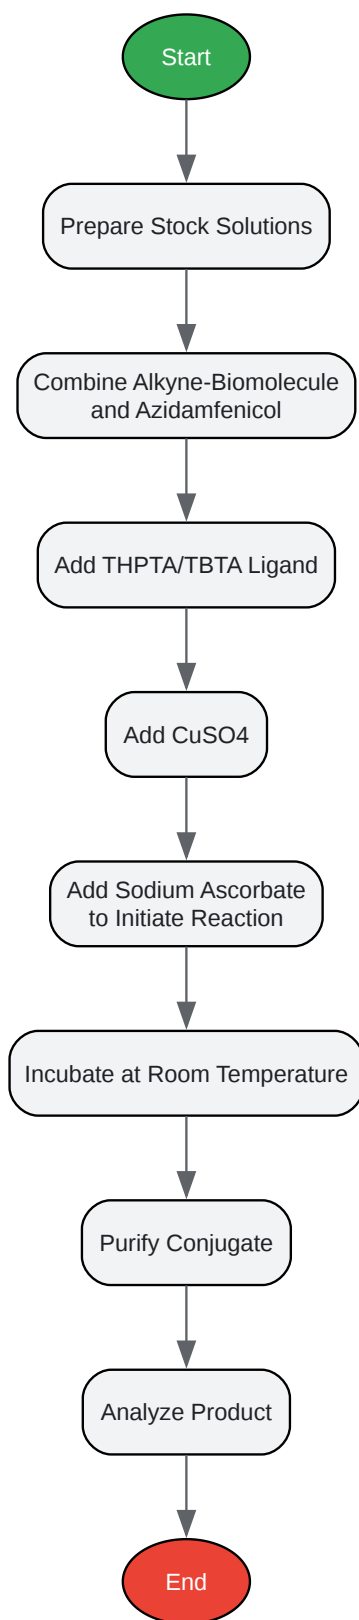 Start
Prepare Stock Solutions
Combine Alkyne-Biomolecule
and Azidamfenicol
Add THPTA/TBTA Ligand
Add CuSO4
Add Sodium Ascorbate
to Initiate Reaction
Incubate at Room Temperature
Purify Conjugate
Analyze Product
End